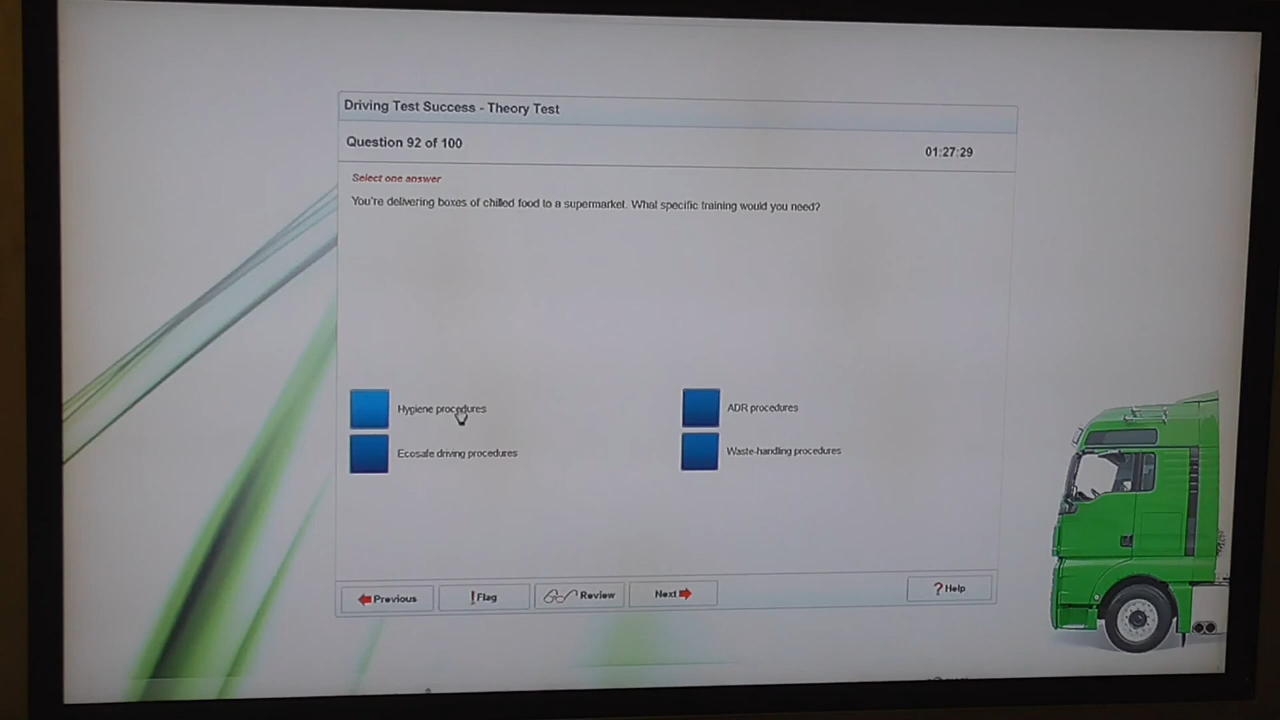 Driving Test Success - Theory Test
Question 92 of 100
01:27:29
Select one answer
You're delivering boxes of chilled food to a supermarket. What specific training would you need?
Hygiene procedures
ADR procedures
Ecosafe driving procedures
Waste-handling procedures
Previous
!Flag
Review
Next
? Help